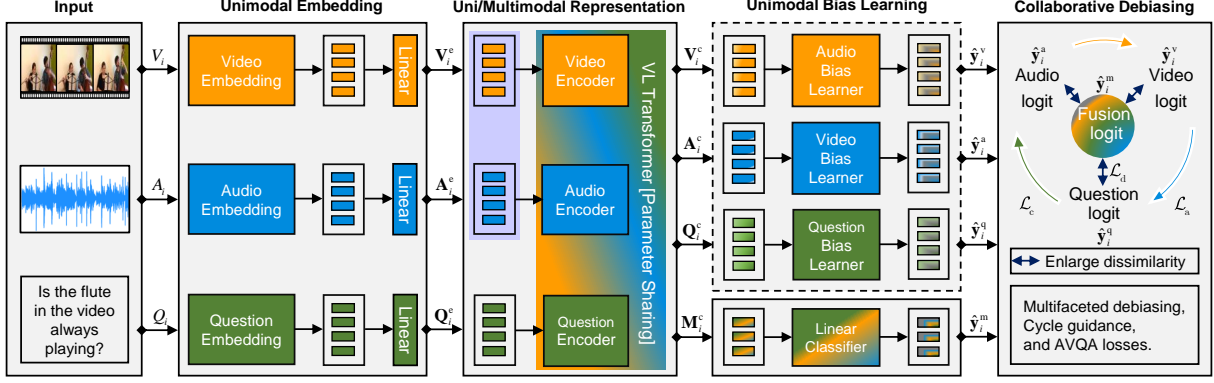 Input
Unimodal Embedding
Uni/Multimodal Representation
Unimodal Bias Learning
Collaborative Debiasing
V_i
Video
Embedding
Linear
V_i^e
Video
Encoder
V_i^c
Audio
Bias
Learner
ŷ_i^v
A_i
Audio
Embedding
Linear
A_i^e
Audio
Encoder
A_i^c
Video
Bias
Learner
ŷ_i^a
Is the flute
in the video
always
playing?
Q_i
Question
Embedding
Linear
Q_i^e
Question
Encoder
VL Transformer [Parameter
Sharing]
Q_i^c
Question
Bias
Learner
ŷ_i^q
M_i^c
Linear
Classifier
ŷ_i^m
ŷ_i^a
Audio
logit
ŷ_i^m
Fusion
logit
ŷ_i^v
Video
logit
ℒ_d
Question
logit
ŷ_i^q
ℒ_c
ℒ_a
Enlarge dissimilarity
Multifaceted debiasing,
Cycle guidance,
and AVQA losses.